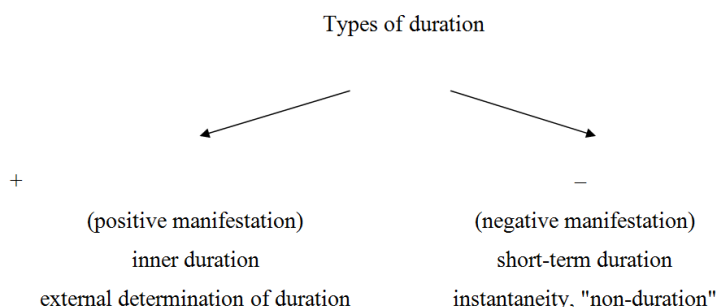 Types of duration
+ –
(positive manifestation) (negative manifestation)
inner duration short-term duration
external determination of duration instantaneity, "non-duration"